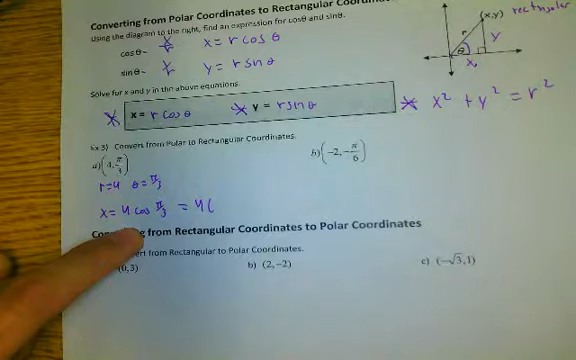 Converting from Polar Coordinates to Rectangular Coordinates
Using the diagram to the right, find an expression for cosθ and sinθ.
(x,y) rectangular
r
y
θ
x
cosθ= x/r x = r cos θ
sinθ= y/r y = r sin θ
Solve for x and y in the above equations
* x = r cos θ * y = r sin θ
* x² + y² = r²
Ex 3) Convert from Polar to Rectangular Coordinates.
a) (4, π/3) b) (-2, -π/6)
r=4 θ=π/3
x = 4 cos π/3 = 4(
from Rectangular Coordinates to Polar Coordinates
from Rectangular to Polar Coordinates.
(0,3) b) (2,-2) c) (-√3,1)